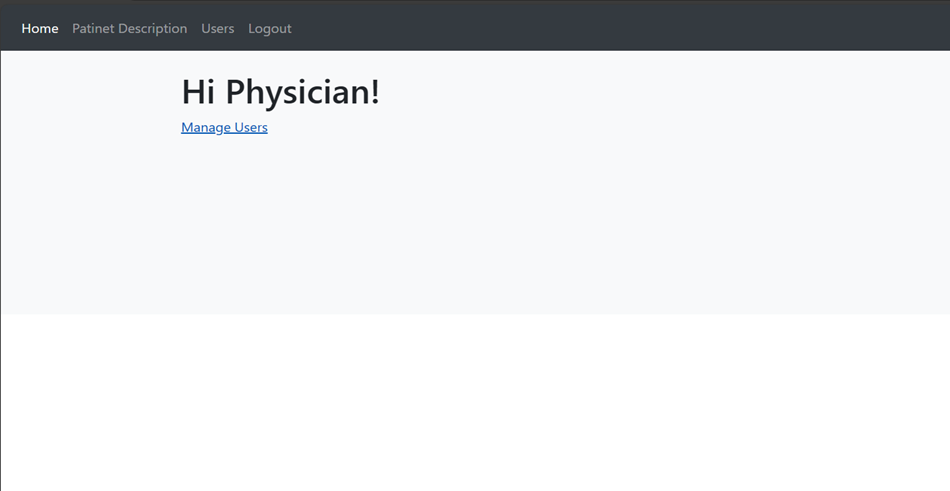 Home Patinet Description Users Logout
Hi Physician!
Manage Users